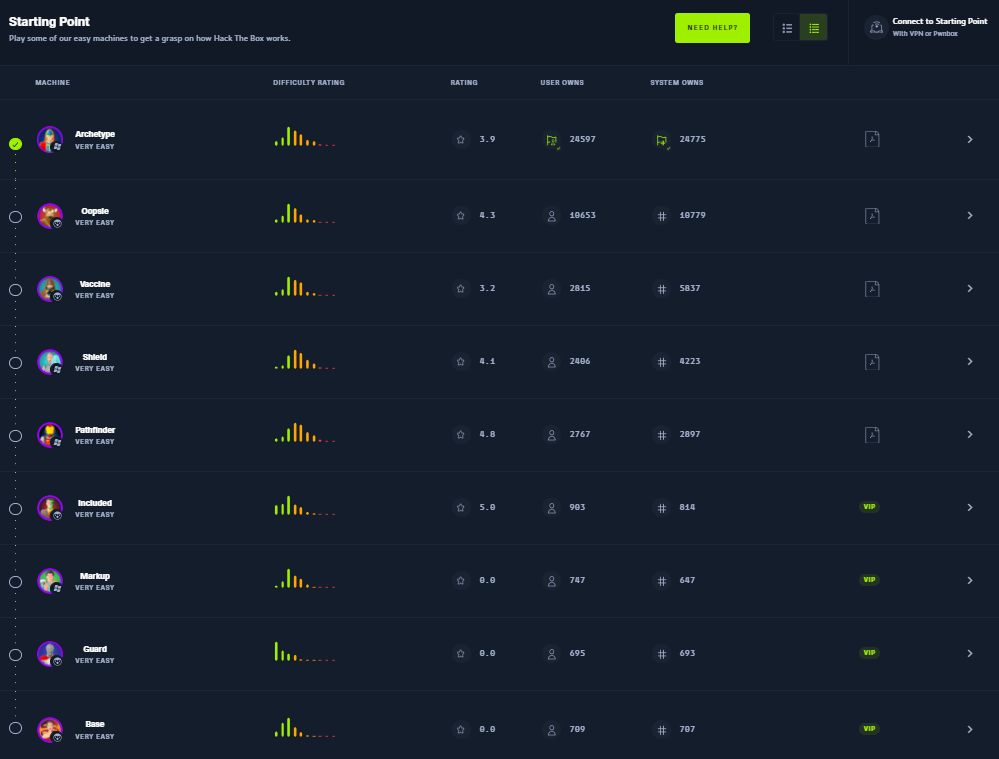 Starting Point
Play some of our easy machines to get a grasp on how Hack The Box works.
NEED HELP?
Connect to Starting Point
With VPN or Pwnbox
MACHINE DIFFICULTY RATING RATING USER OWNS SYSTEM OWNS
Archetype
VERY EASY
3.9 24597 24775
Oopsie
VERY EASY
4.3 10653 10779
Vaccine
VERY EASY
3.2 2815 5837
Shield
VERY EASY
4.1 2406 4223
Pathfinder
VERY EASY
4.8 2767 2897
Included
VERY EASY
5.0 903 814 VIP
Markup
VERY EASY
0.0 747 647 VIP
Guard
VERY EASY
0.0 695 693 VIP
Base
VERY EASY
0.0 709 707 VIP